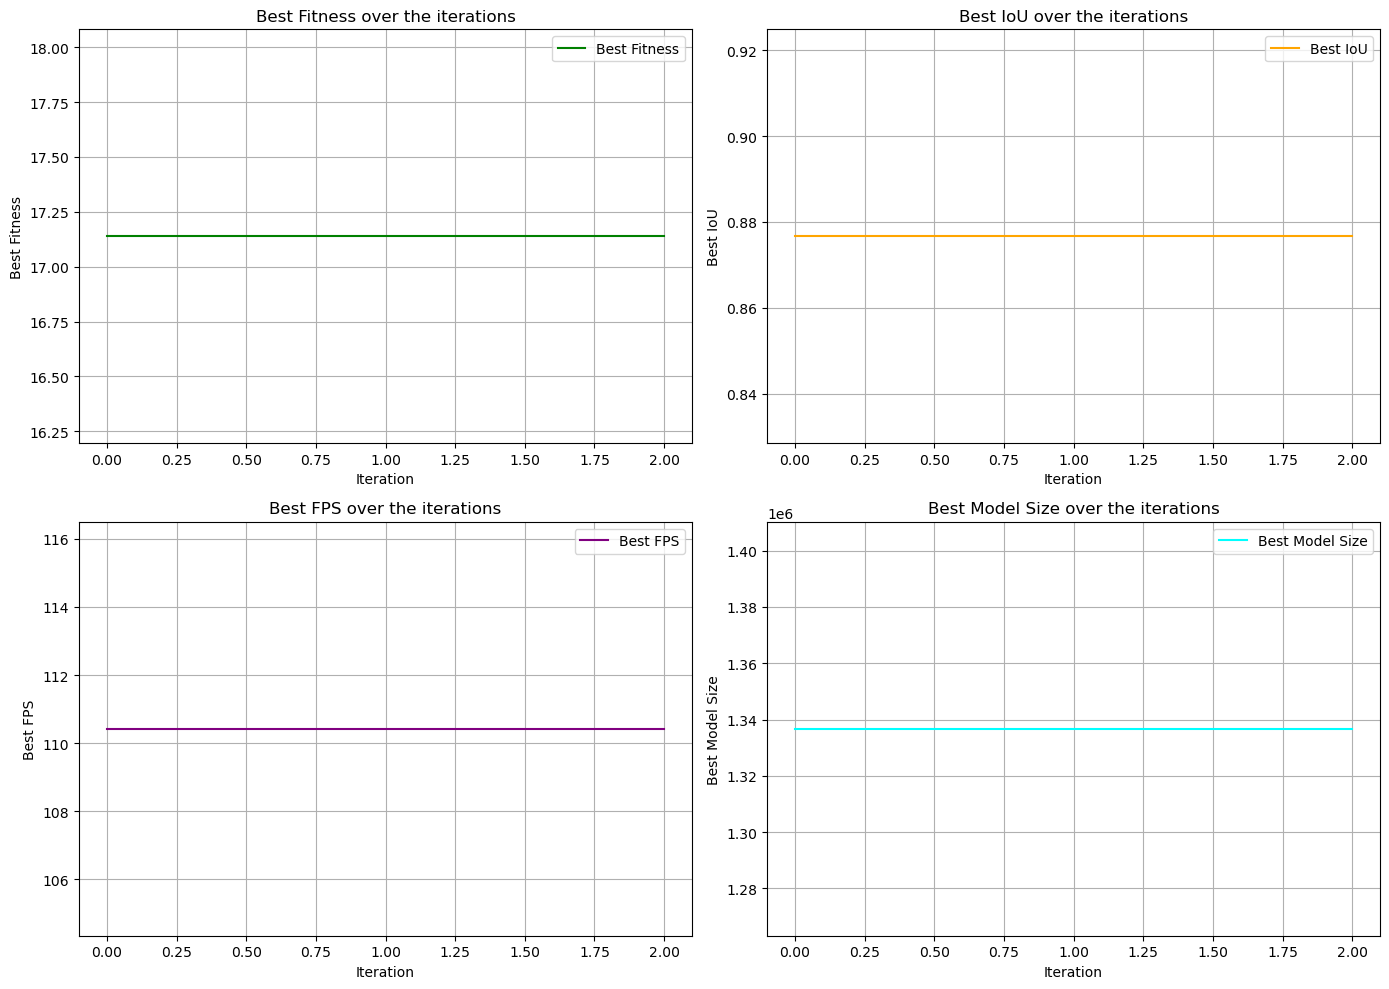 Best Fitness over the iterations
Best Fitness
18.00
17.75
17.50
17.25
17.00
16.75
16.50
16.25
Best Fitness
0.00 0.25 0.50 0.75 1.00 1.25 1.50 1.75 2.00
Iteration
Best IoU over the iterations
Best IoU
0.92
0.90
0.88
0.86
0.84
Best IoU
0.00 0.25 0.50 0.75 1.00 1.25 1.50 1.75 2.00
Iteration
Best FPS over the iterations
Best FPS
116
114
112
110
108
106
Best FPS
0.00 0.25 0.50 0.75 1.00 1.25 1.50 1.75 2.00
Iteration
Best Model Size over the iterations
1e6
Best Model Size
1.40
1.38
1.36
1.34
1.32
1.30
1.28
Best Model Size
0.00 0.25 0.50 0.75 1.00 1.25 1.50 1.75 2.00
Iteration